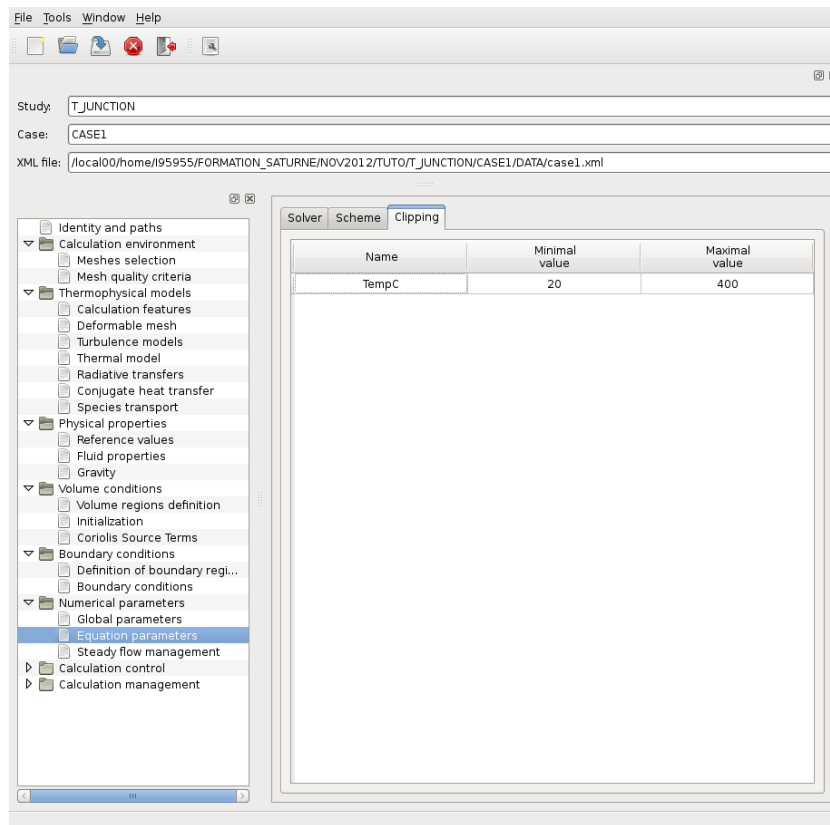 File Tools Window Help
Study: T_JUNCTION
Case: CASE1
XML file: /local00/home/I95955/FORMATION_SATURNE/NOV2012/TUTO/T_JUNCTION/CASE1/DATA/case1.xml
Identity and paths
Calculation environment
Meshes selection
Mesh quality criteria
Thermophysical models
Calculation features
Deformable mesh
Turbulence models
Thermal model
Radiative transfers
Conjugate heat transfer
Species transport
Physical properties
Reference values
Fluid properties
Gravity
Volume conditions
Volume regions definition
Initialization
Coriolis Source Terms
Boundary conditions
Definition of boundary regi...
Boundary conditions
Numerical parameters
Global parameters
Equation parameters
Steady flow management
Calculation control
Calculation management
Solver Scheme Clipping
Name Minimal value Maximal value
TempC 20 400